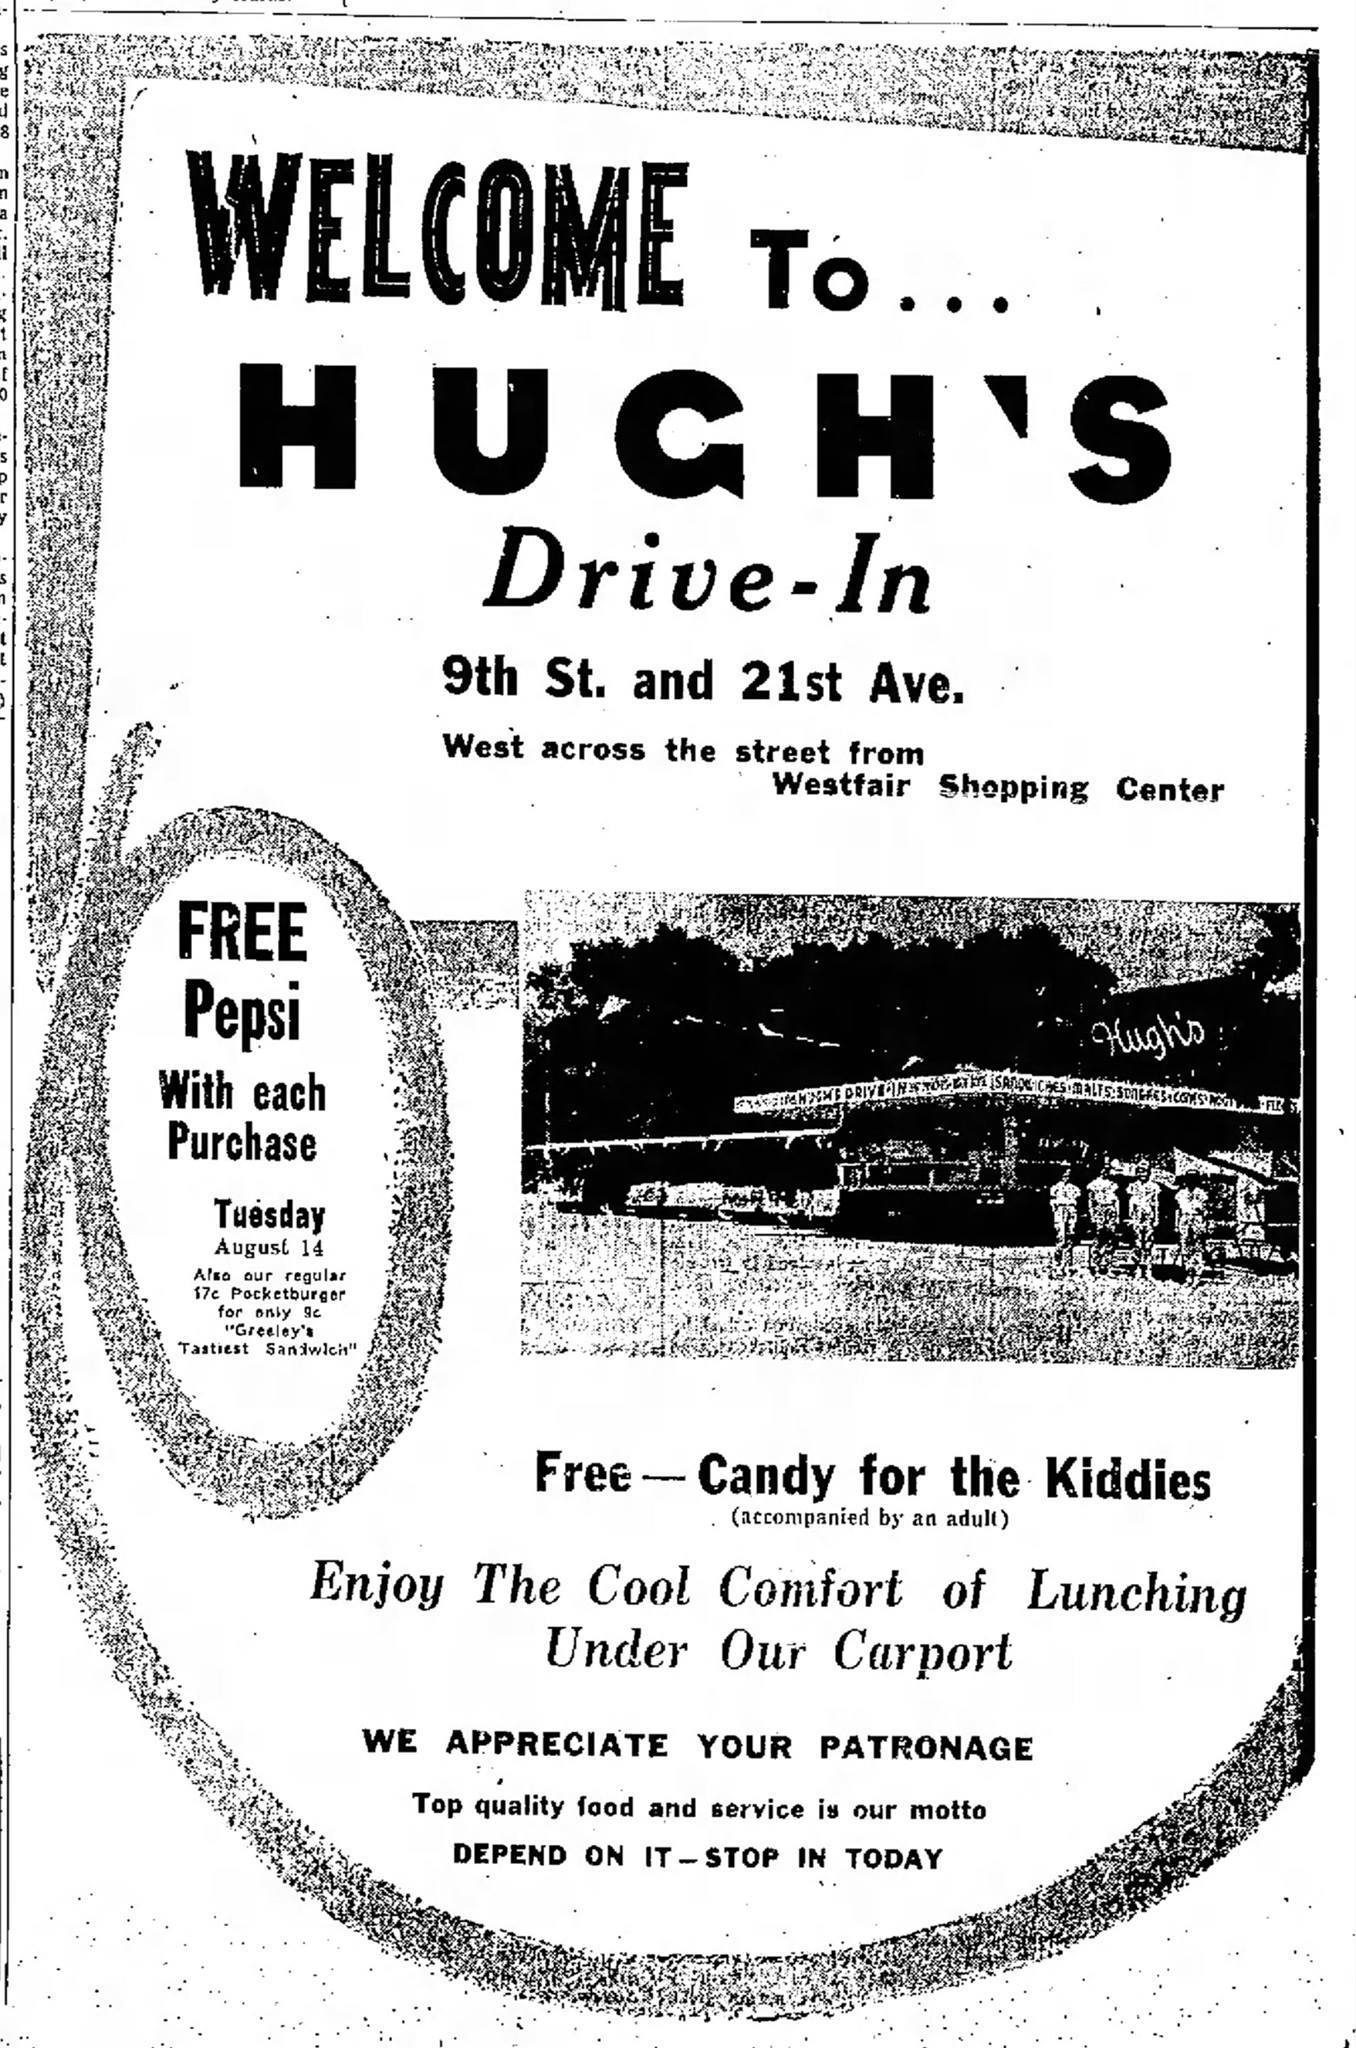 WELCOME To...
HUGH'S
Drive-In
9th St. and 21st Ave.
West across the street from
Westfair Shopping Center
FREE
Pepsi
With each
Purchase
Tuesday
August 14
Also our regular
17c Pocketburger
for only 9c
"Greeley's
Tastiest Sandwich"
Hugh's
DRIVE-IN
MALTS
Free — Candy for the Kiddies
(accompanied by an adult)
Enjoy The Cool Comfort of Lunching
Under Our Carport
WE APPRECIATE YOUR PATRONAGE
Top quality food and service is our motto
DEPEND ON IT — STOP IN TODAY